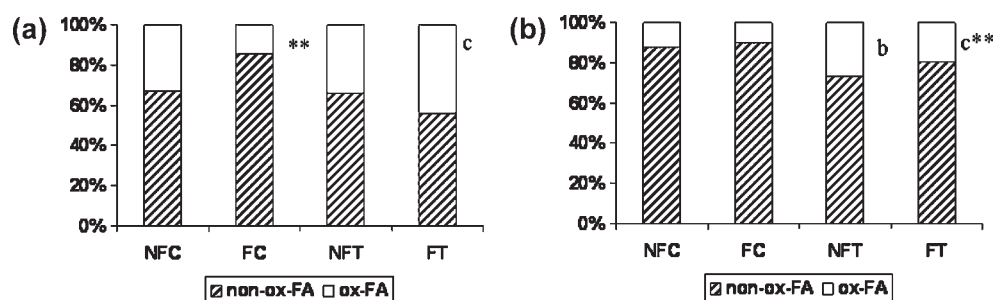 (a)
100%
80%
60%
40%
20%
0%
**
c
NFC FC NFT FT
non-ox-FA ox-FA
(b)
100%
80%
60%
40%
20%
0%
b
c**
NFC FC NFT FT
non-ox-FA ox-FA